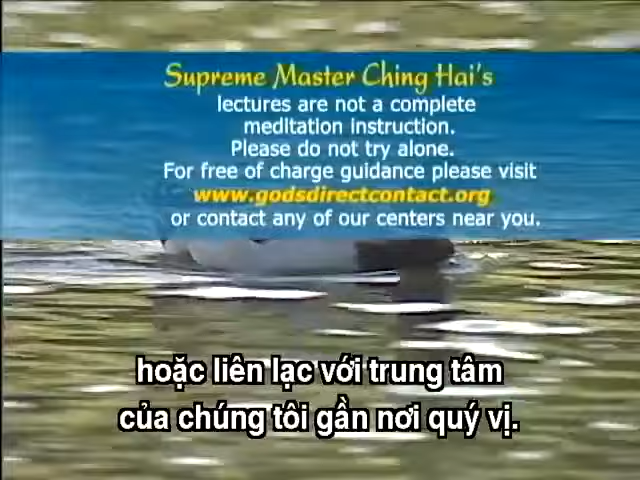 Supreme Master Ching Hai's
lectures are not a complete
meditation instruction.
Please do not try alone.
For free of charge guidance please visit
www.godsdirectcontact.org
or contact any of our centers near you.
hoặc liên lạc với trung tâm
của chúng tôi gần nơi quý vị.